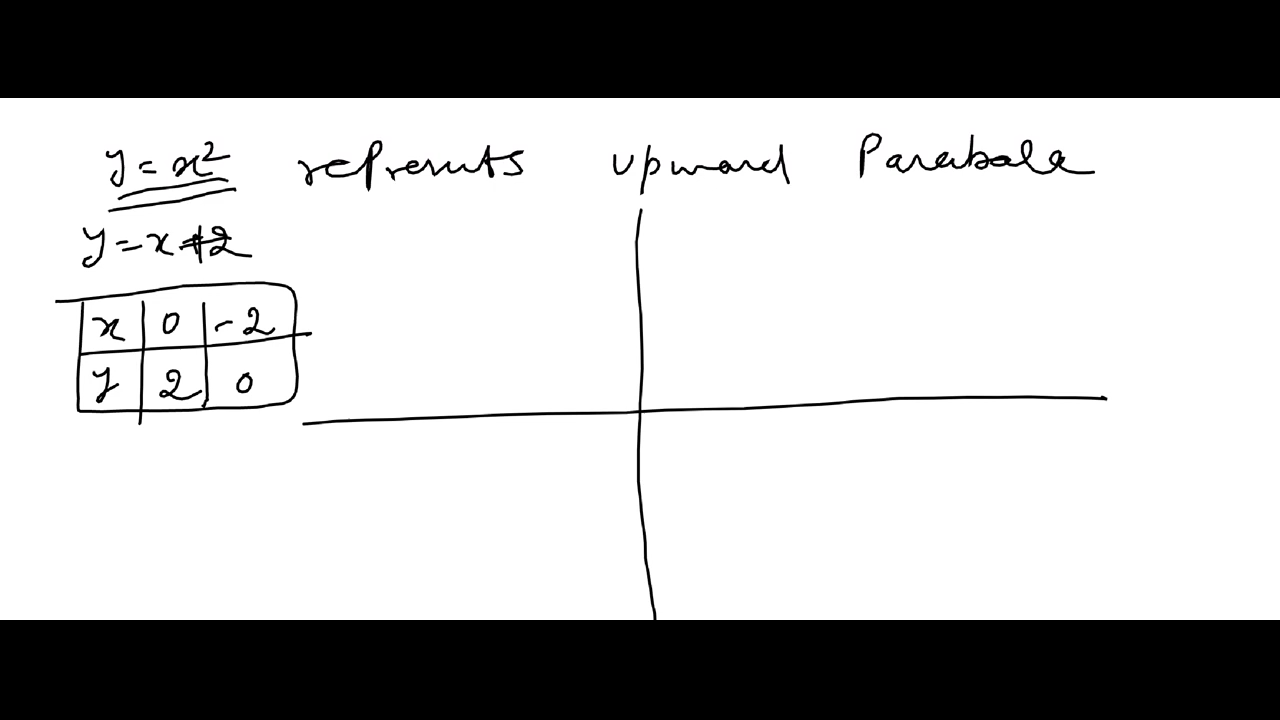 y = x² represents upward Parabola
y = x+2
x 0 -2
y 2 0